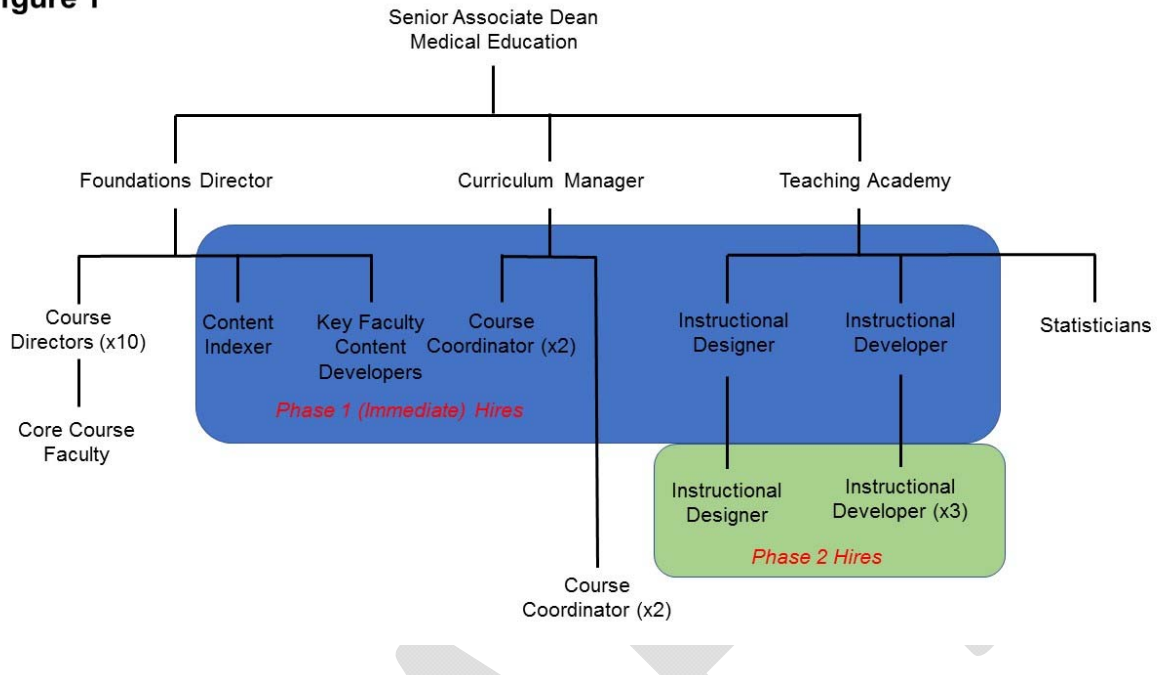 Senior Associate Dean
Medical Education
Foundations Director
Curriculum Manager
Teaching Academy
Course
Directors (x10)
Content
Indexer
Key Faculty
Content
Developers
Course
Coordinator (x2)
Instructional
Designer
Instructional
Developer
Statisticians
Phase 1 (Immediate) Hires
Core Course
Faculty
Instructional
Designer
Instructional
Developer (x3)
Phase 2 Hires
Course
Coordinator (x2)